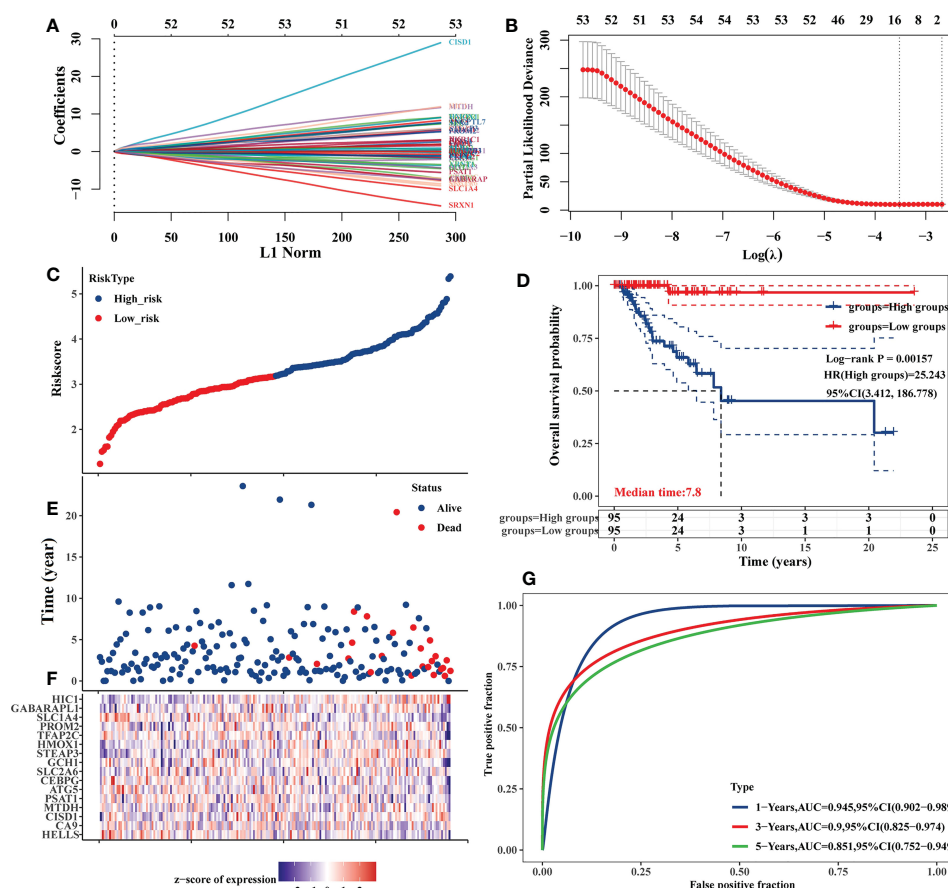 A
0 52 52 53 51 52 53
Coefficients
30
20
10
0
−10
CISD1
MTDH
PSAT1
GABARAP
SLC1A4
SRXN1
0 50 100 150 200 250 300
L1 Norm
B
53 52 51 53 54 54 53 54 52 46 29 16 8 2
Partial Likelihood Deviance
300
200
100
50
0
−10 −9 −8 −7 −6 −5 −4 −3
Log(λ)
C
RiskType
High_risk
Low_risk
Riskscore
5
4
3
2
D
Overall survival probability
1.00
0.75
0.50
0.25
0.00
groups=High groups
groups=Low groups
Log−rank P = 0.00157
HR(High groups)=25.243
95%CI(3.412, 186.778)
Median time:7.8
groups=High groups 95 24 3 3 3 0
groups=Low groups 95 24 3 1 1 0
0 5 10 15 20 25
Time (years)
E
Status
Alive
Dead
Time (year)
20
15
10
5
0
F
HIC1
GABARAPL1
SLC1A4
PROM2
TFAP2C
HMOX1
STEAP3
GCH1
SLC2A6
CEBPG
ATG5
PSAT1
MTDH
CISD1
CA9
HELLS
z−score of expression
G
True positive fraction
1.00
0.75
0.50
0.25
0.00
Type
1−Years,AUC=0.945,95%CI(0.902−0.98
3−Years,AUC=0.9,95%CI(0.825−0.974)
5−Years,AUC=0.851,95%CI(0.752−0.94
0.00 0.25 0.50 0.75 1.00
False positive fraction